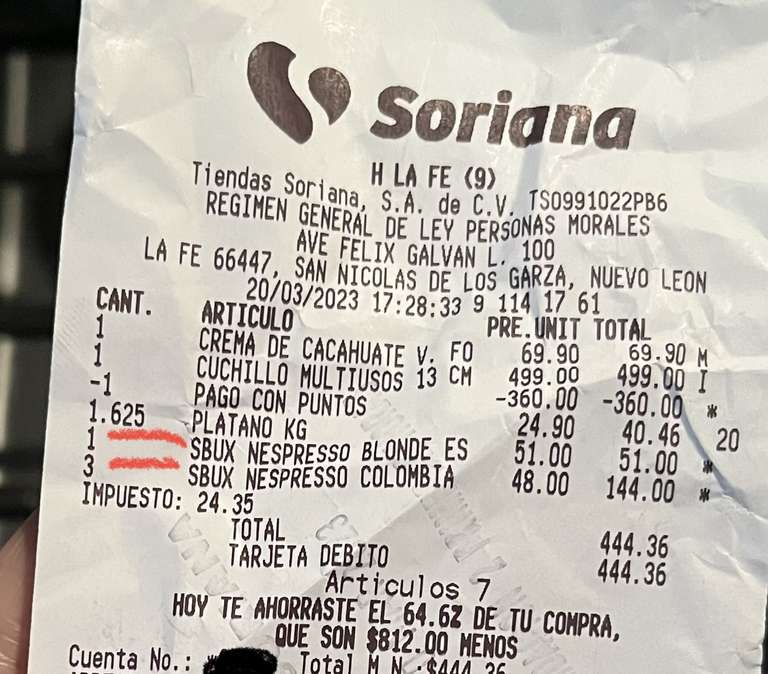 Soriana
H LA FE (9)
Tiendas Soriana, S.A. de C.V. TSO991022PB6
REGIMEN GENERAL DE LEY PERSONAS MORALES
AVE FELIX GALVAN L. 100
LA FE 66447, SAN NICOLAS DE LOS GARZA, NUEVO LEON
20/03/2023 17:28:33 9 114 17 61
CANT. ARTICULO PRE.UNIT TOTAL
1 CREMA DE CACAHUATE V. FO 69.90 69.90 M
1 CUCHILLO MULTIUSOS 13 CM 499.00 499.00 I
-1 PAGO CON PUNTOS -360.00 -360.00 *
1.625 PLATANO KG 24.90 40.46 20
1 SBUX NESPRESSO BLONDE ES 51.00 51.00 *
3 SBUX NESPRESSO COLOMBIA 48.00 144.00 *
IMPUESTO: 24.35
TOTAL 444.36
TARJETA DEBITO 444.36
Articulos 7
HOY TE AHORRASTE EL 64.6% DE TU COMPRA,
QUE SON $812.00 MENOS
Cuenta No.: Total M.N.:$444.36